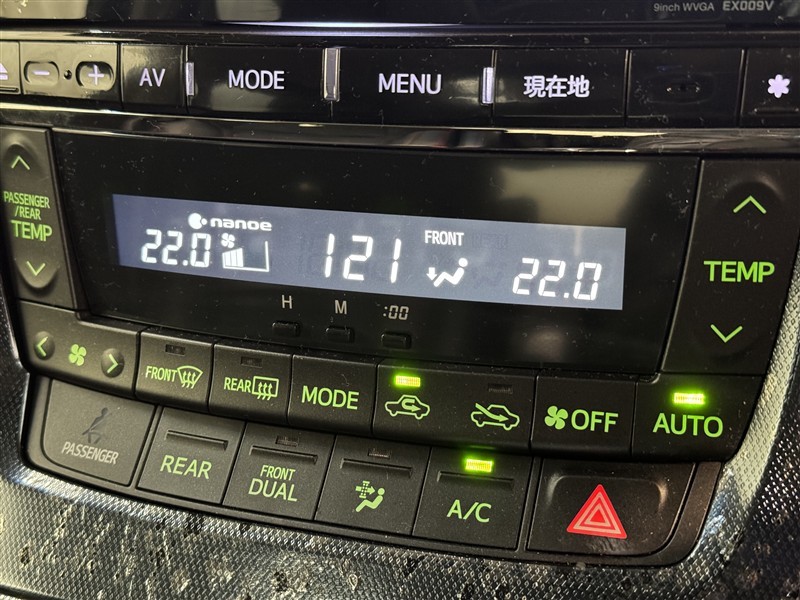 9inch WVGA EX009V
AV MODE MENU 現在地
PASSENGER
/REAR
TEMP
nanoe
22.0 121 FRONT 22.0
TEMP
H M :00
FRONT REAR MODE OFF AUTO
PASSENGER REAR FRONT
DUAL A/C